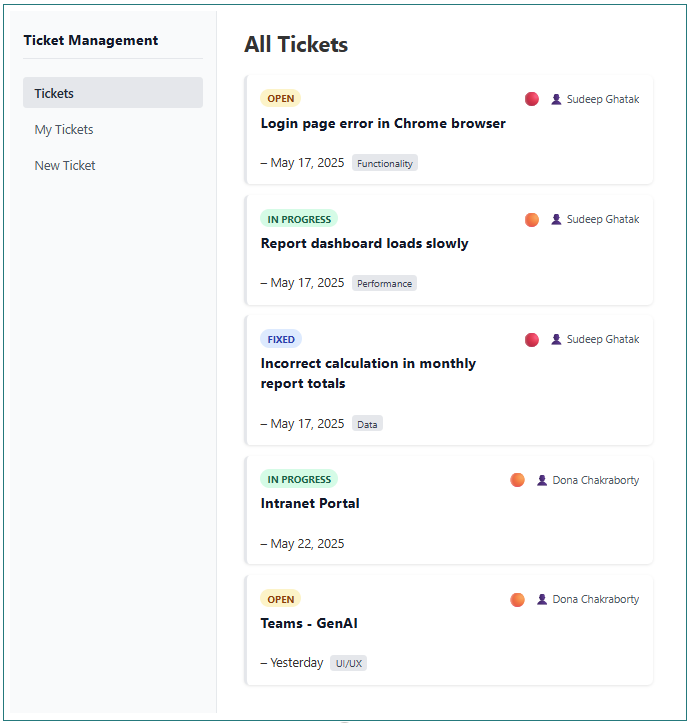 Ticket Management
Tickets
My Tickets
New Ticket
All Tickets
OPEN
Sudeep Ghatak
Login page error in Chrome browser
– May 17, 2025 Functionality
IN PROGRESS
Sudeep Ghatak
Report dashboard loads slowly
– May 17, 2025 Performance
FIXED
Sudeep Ghatak
Incorrect calculation in monthly
report totals
– May 17, 2025 Data
IN PROGRESS
Dona Chakraborty
Intranet Portal
– May 22, 2025
OPEN
Dona Chakraborty
Teams - GenAI
– Yesterday UI/UX